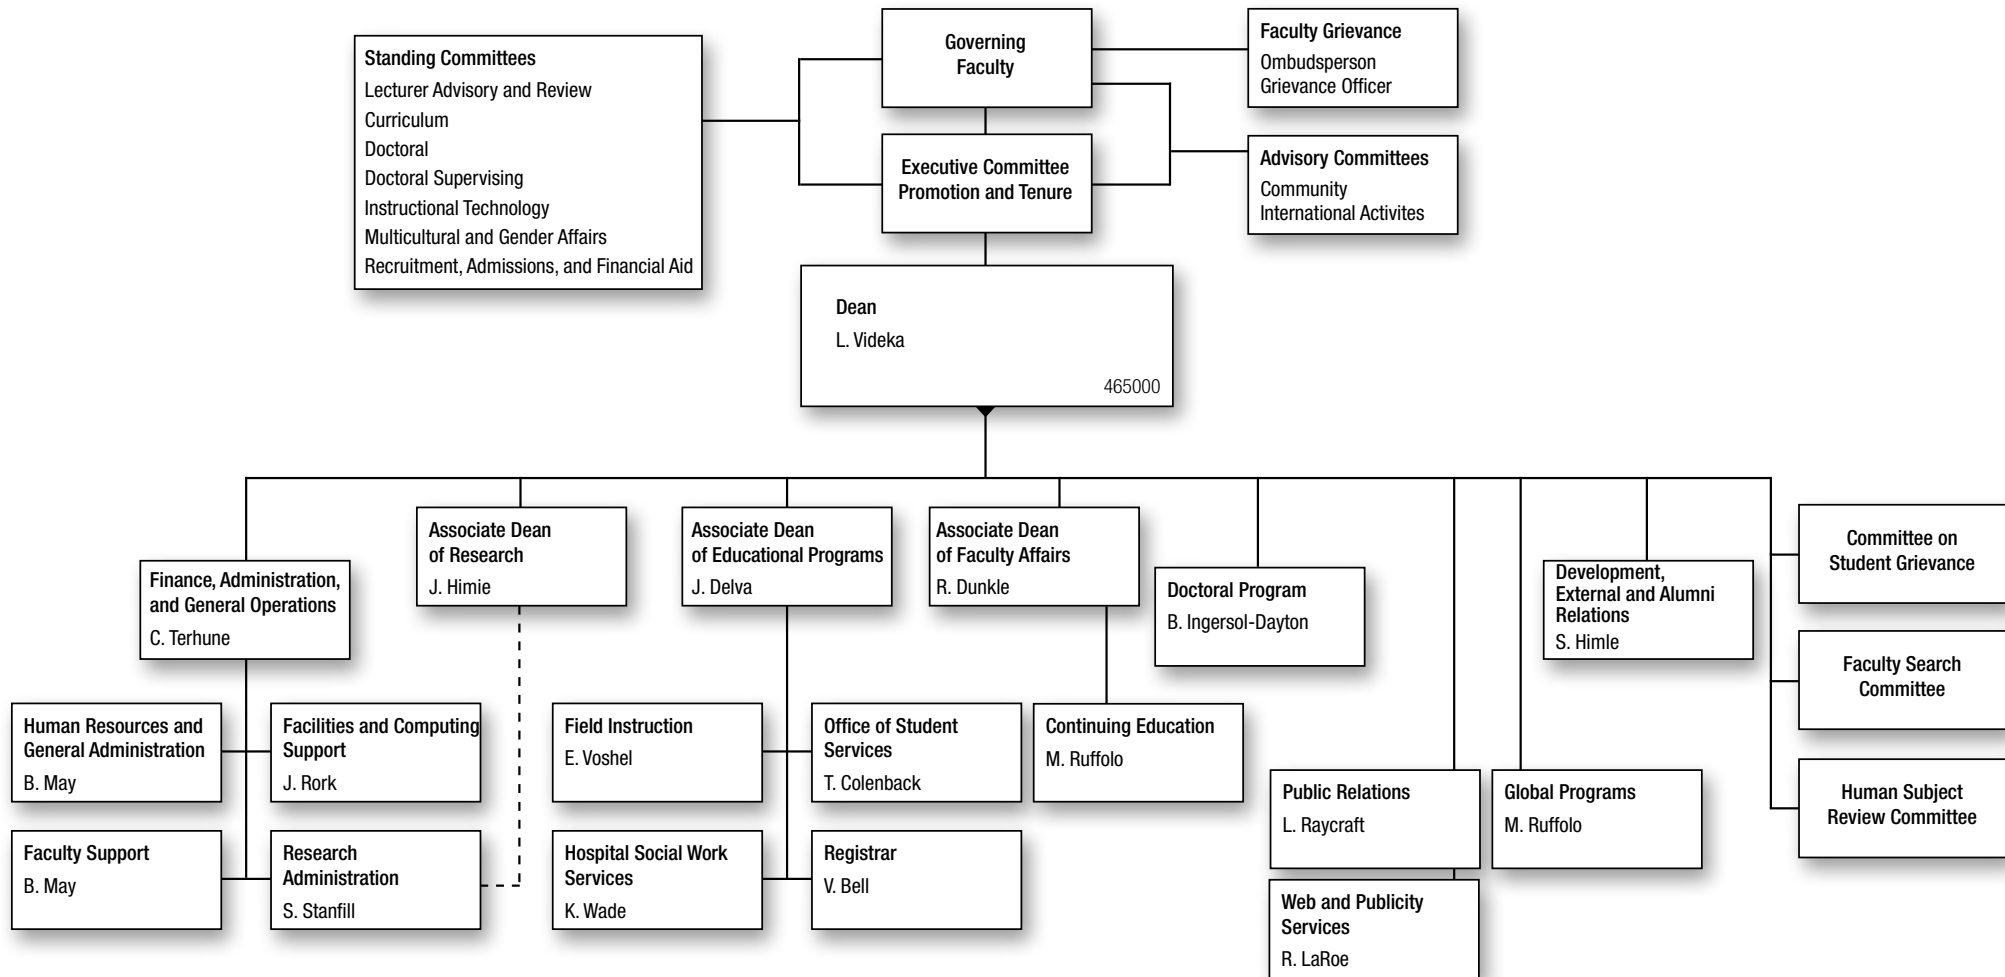 Standing Committees
Lecturer Advisory and Review
Curriculum
Doctoral
Doctoral Supervising
Instructional Technology
Multicultural and Gender Affairs
Recruitment, Admissions, and Financial Aid
Governing
Faculty
Faculty Grievance
Ombudsperson
Grievance Officer
Executive Committee
Promotion and Tenure
Advisory Committees
Community
International Activites
Dean
L. Videka
465000
Finance, Administration,
and General Operations
C. Terhune
Associate Dean
of Research
J. Himie
Associate Dean
of Educational Programs
J. Delva
Associate Dean
of Faculty Affairs
R. Dunkle
Doctoral Program
B. Ingersol-Dayton
Development,
External and Alumni
Relations
S. Himle
Committee on
Student Grievance
Faculty Search
Committee
Human Subject
Review Committee
Human Resources and
General Administration
B. May
Facilities and Computing
Support
J. Rork
Field Instruction
E. Voshel
Office of Student
Services
T. Colenback
Continuing Education
M. Ruffolo
Public Relations
L. Raycraft
Global Programs
M. Ruffolo
Faculty Support
B. May
Research
Administration
S. Stanfill
Hospital Social Work
Services
K. Wade
Registrar
V. Bell
Web and Publicity
Services
R. LaRoe